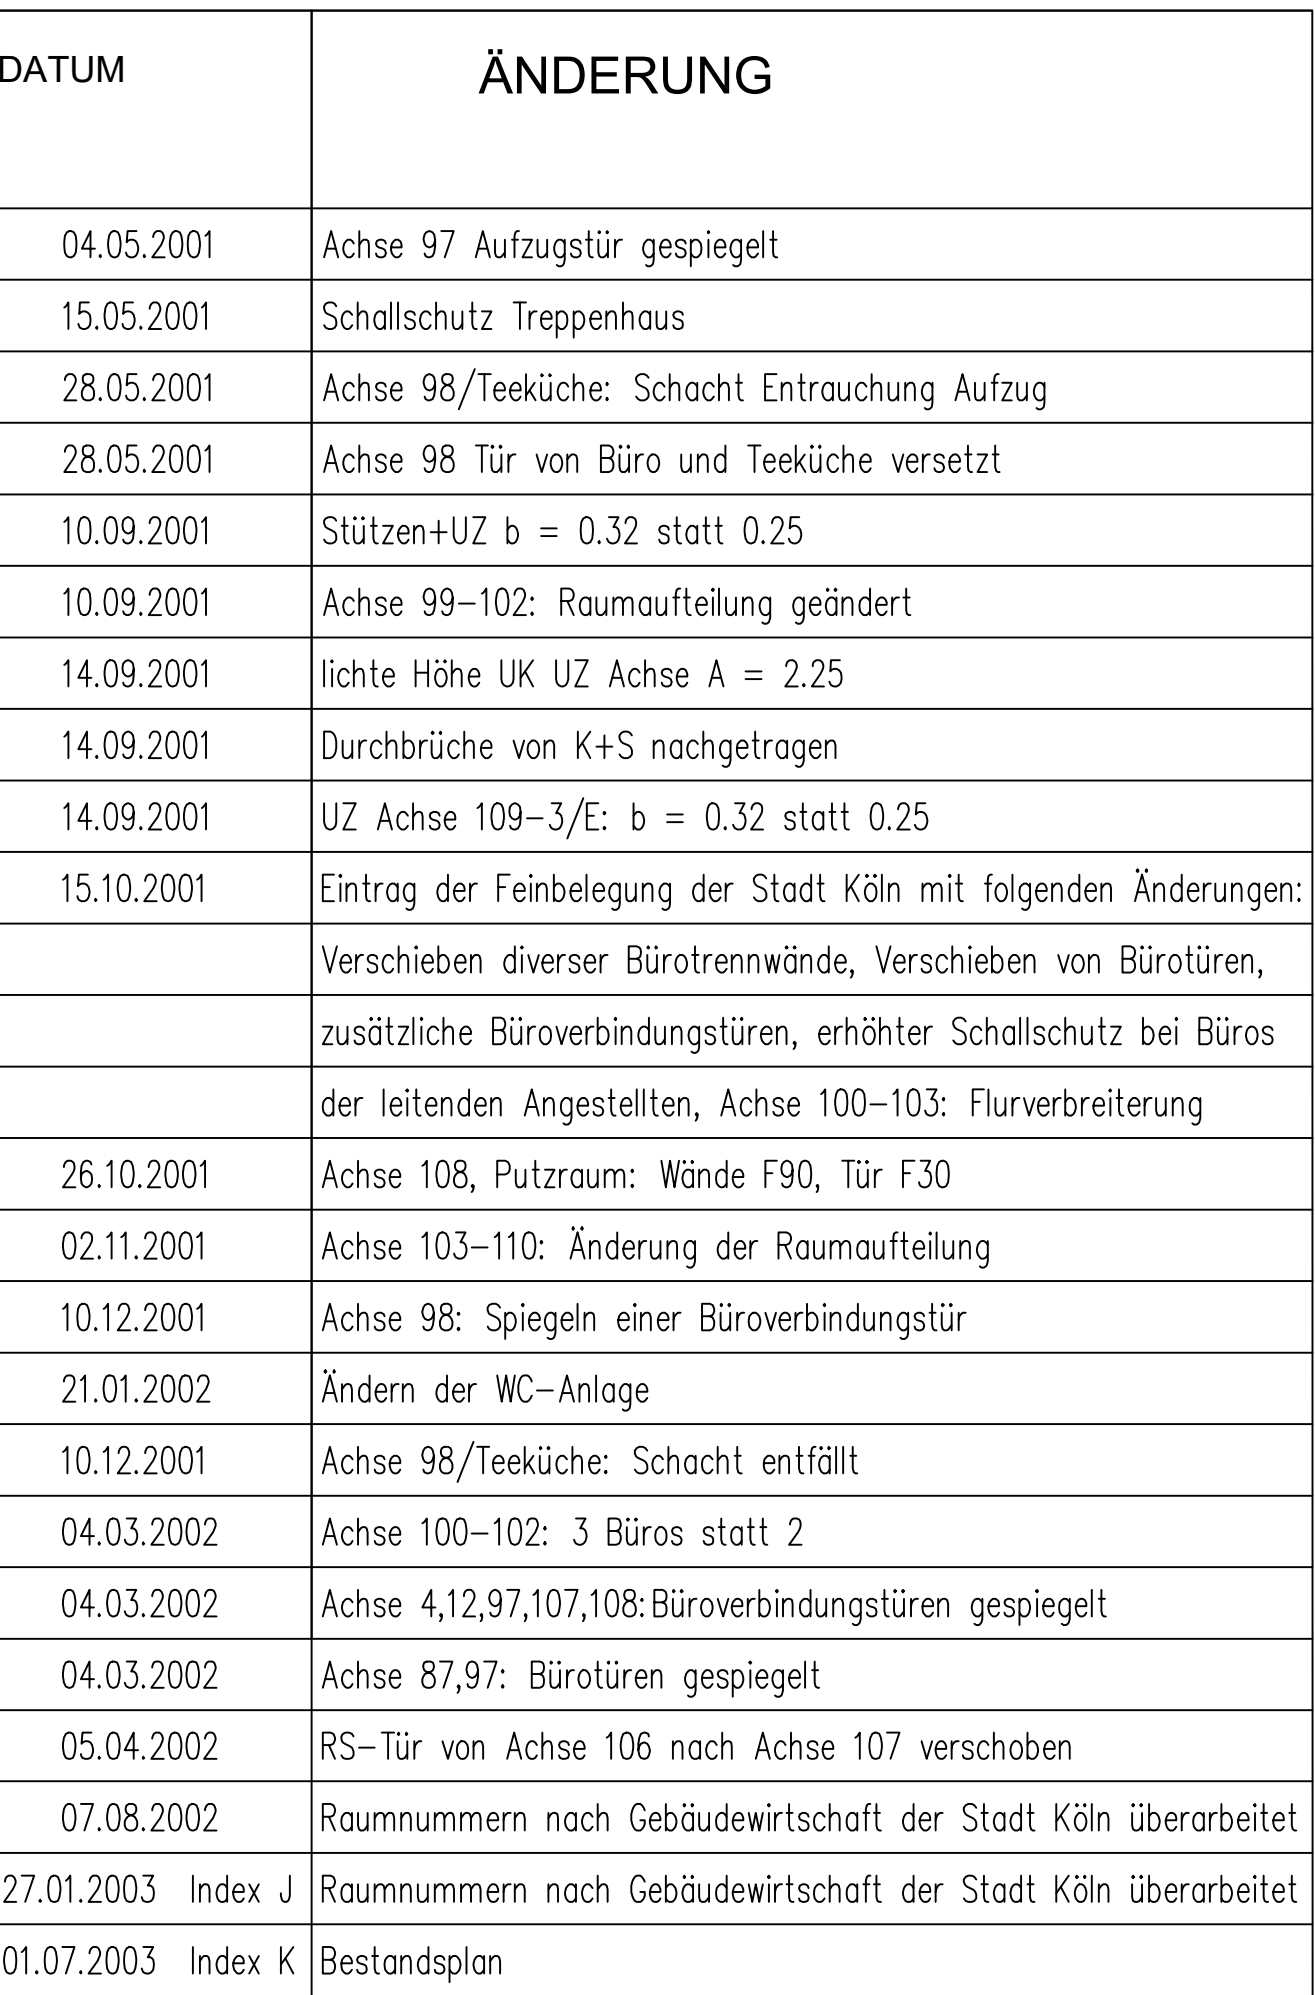 DATUM ÄNDERUNG
04.05.2001 Achse 97 Aufzugstür gespiegelt
15.05.2001 Schallschutz Treppenhaus
28.05.2001 Achse 98/Teeküche: Schacht Entrauchung Aufzug
28.05.2001 Achse 98 Tür von Büro und Teeküche versetzt
10.09.2001 Stützen+UZ b = 0.32 statt 0.25
10.09.2001 Achse 99-102: Raumaufteilung geändert
14.09.2001 lichte Höhe UK UZ Achse A = 2.25
14.09.2001 Durchbrüche von K+S nachgetragen
14.09.2001 UZ Achse 109-3/E: b = 0.32 statt 0.25
15.10.2001 Eintrag der Feinbelegung der Stadt Köln mit folgenden Änderungen:
Verschieben diverser Bürotrennwände, Verschieben von Bürotüren,
zusätzliche Büroverbindungstüren, erhöhter Schallschutz bei Büros
der leitenden Angestellten, Achse 100-103: Flurverbreiterung
26.10.2001 Achse 108, Putzraum: Wände F90, Tür F30
02.11.2001 Achse 103-110: Änderung der Raumaufteilung
10.12.2001 Achse 98: Spiegeln einer Büroverbindungstür
21.01.2002 Ändern der WC-Anlage
10.12.2001 Achse 98/Teeküche: Schacht entfällt
04.03.2002 Achse 100-102: 3 Büros statt 2
04.03.2002 Achse 4,12,97,107,108: Büroverbindungstüren gespiegelt
04.03.2002 Achse 87,97: Bürotüren gespiegelt
05.04.2002 RS-Tür von Achse 106 nach Achse 107 verschoben
07.08.2002 Raumnummern nach Gebäudewirtschaft der Stadt Köln überarbeitet
27.01.2003 Index J Raumnummern nach Gebäudewirtschaft der Stadt Köln überarbeitet
01.07.2003 Index K Bestandsplan